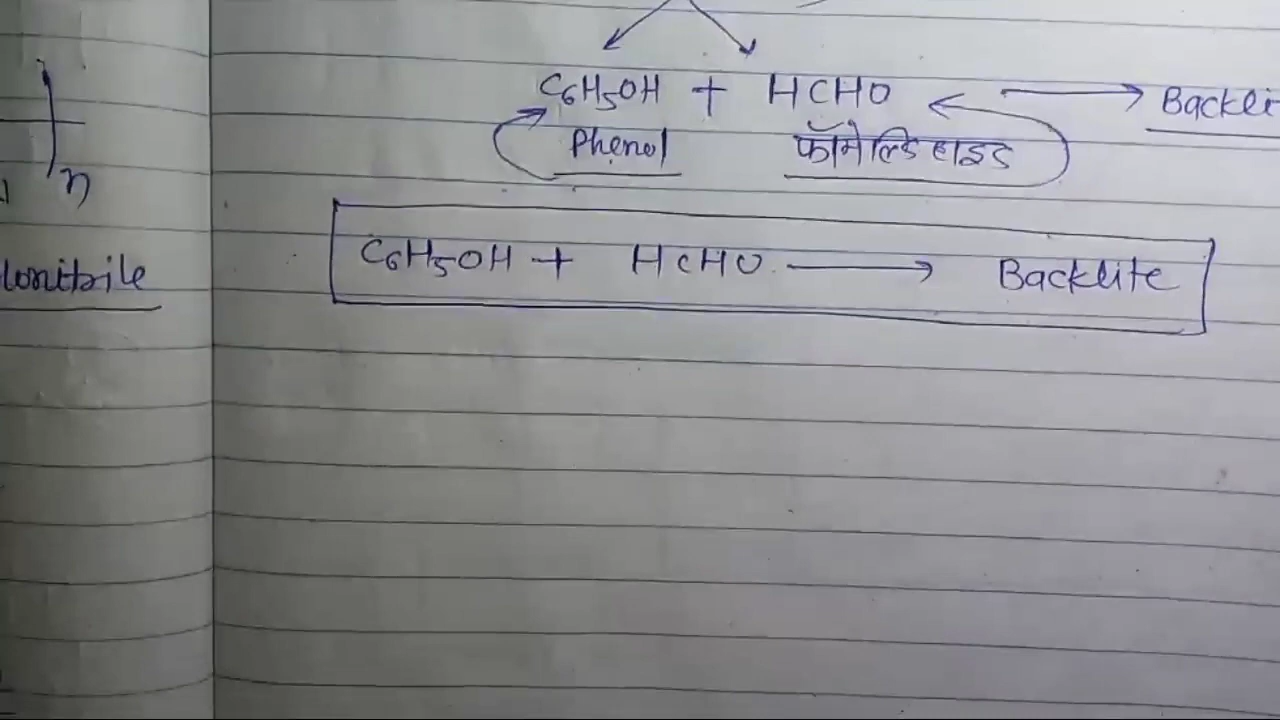 C6H5OH + HCHO → Backli
Phenol फॉर्मेल्डिहाइड
n
C6H5OH + HCHO → Backlite
lonitrile